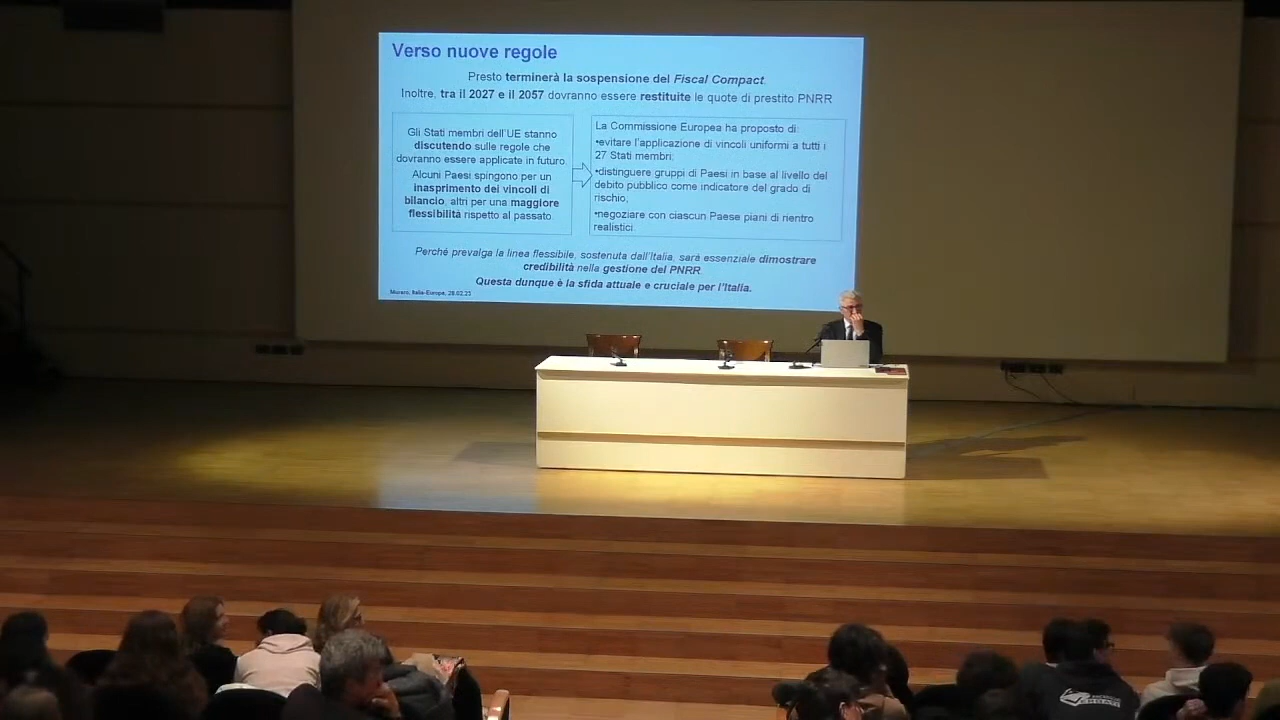 Verso nuove regole
Presto terminerà la sospensione del Fiscal Compact.
Inoltre, tra il 2027 e il 2057 dovranno essere restituite le quote di prestito PNRR
Gli Stati membri dell'UE stanno
discutendo sulle regole che
dovranno essere applicate in futuro.
Alcuni Paesi spingono per un
inasprimento dei vincoli di
bilancio, altri per una maggiore
flessibilità rispetto al passato.
La Commissione Europea ha proposto di:
•evitare l'applicazione di vincoli uniformi a tutti i
27 Stati membri;
•distinguere gruppi di Paesi in base al livello del
debito pubblico come indicatore del grado di
rischio;
•negoziare con ciascun Paese piani di rientro
realistici.
Perché prevalga la linea flessibile, sostenuta dall'Italia, sarà essenziale dimostrare
credibilità nella gestione del PNRR.
Questa dunque è la sfida attuale e cruciale per l'Italia.
Muraro, Italia-Europa, 28.02.23